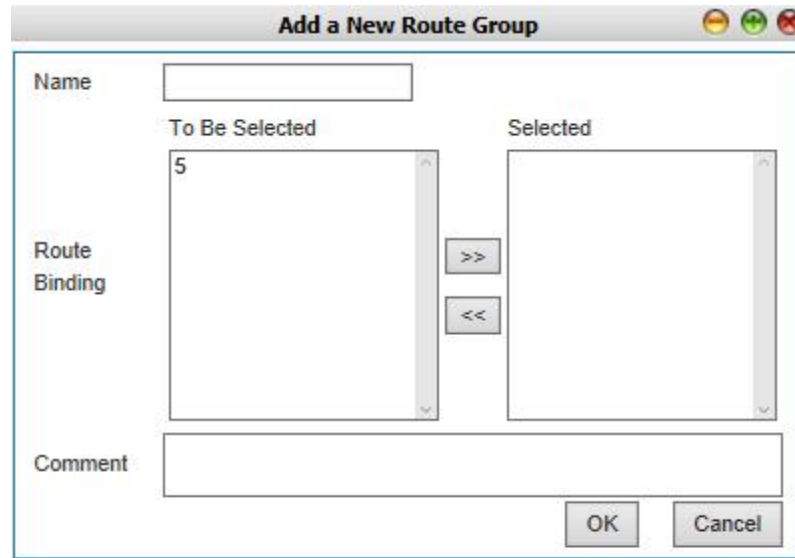 Add a New Route Group
Name
To Be Selected
Selected
5
Route
Binding
>>
<<
Comment
OK
Cancel